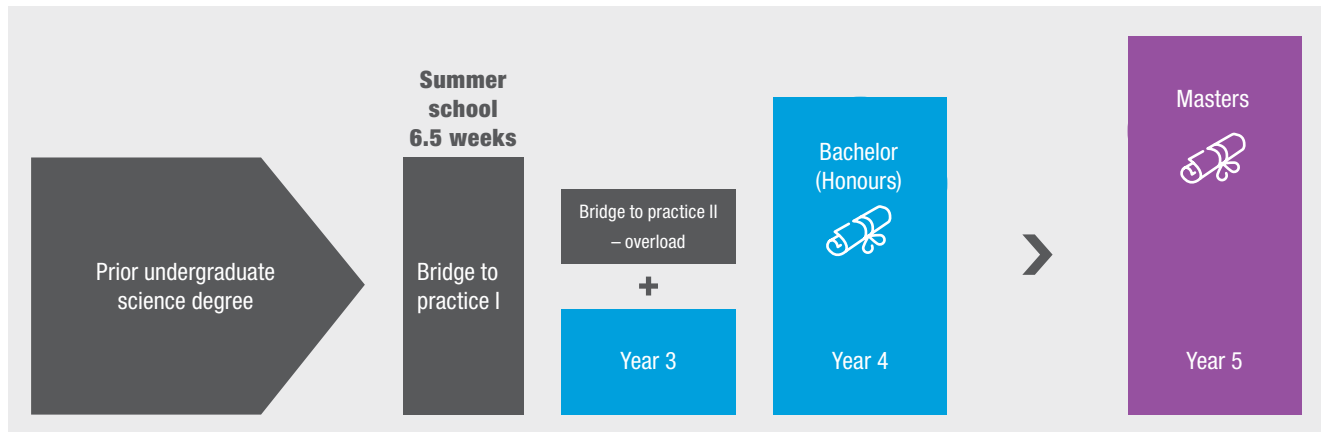 Prior undergraduate
science degree
Summer
school
6.5 weeks
Bridge to
practice I
Bridge to practice II
– overload
+
Year 3
Bachelor
(Honours)
Year 4
Masters
Year 5